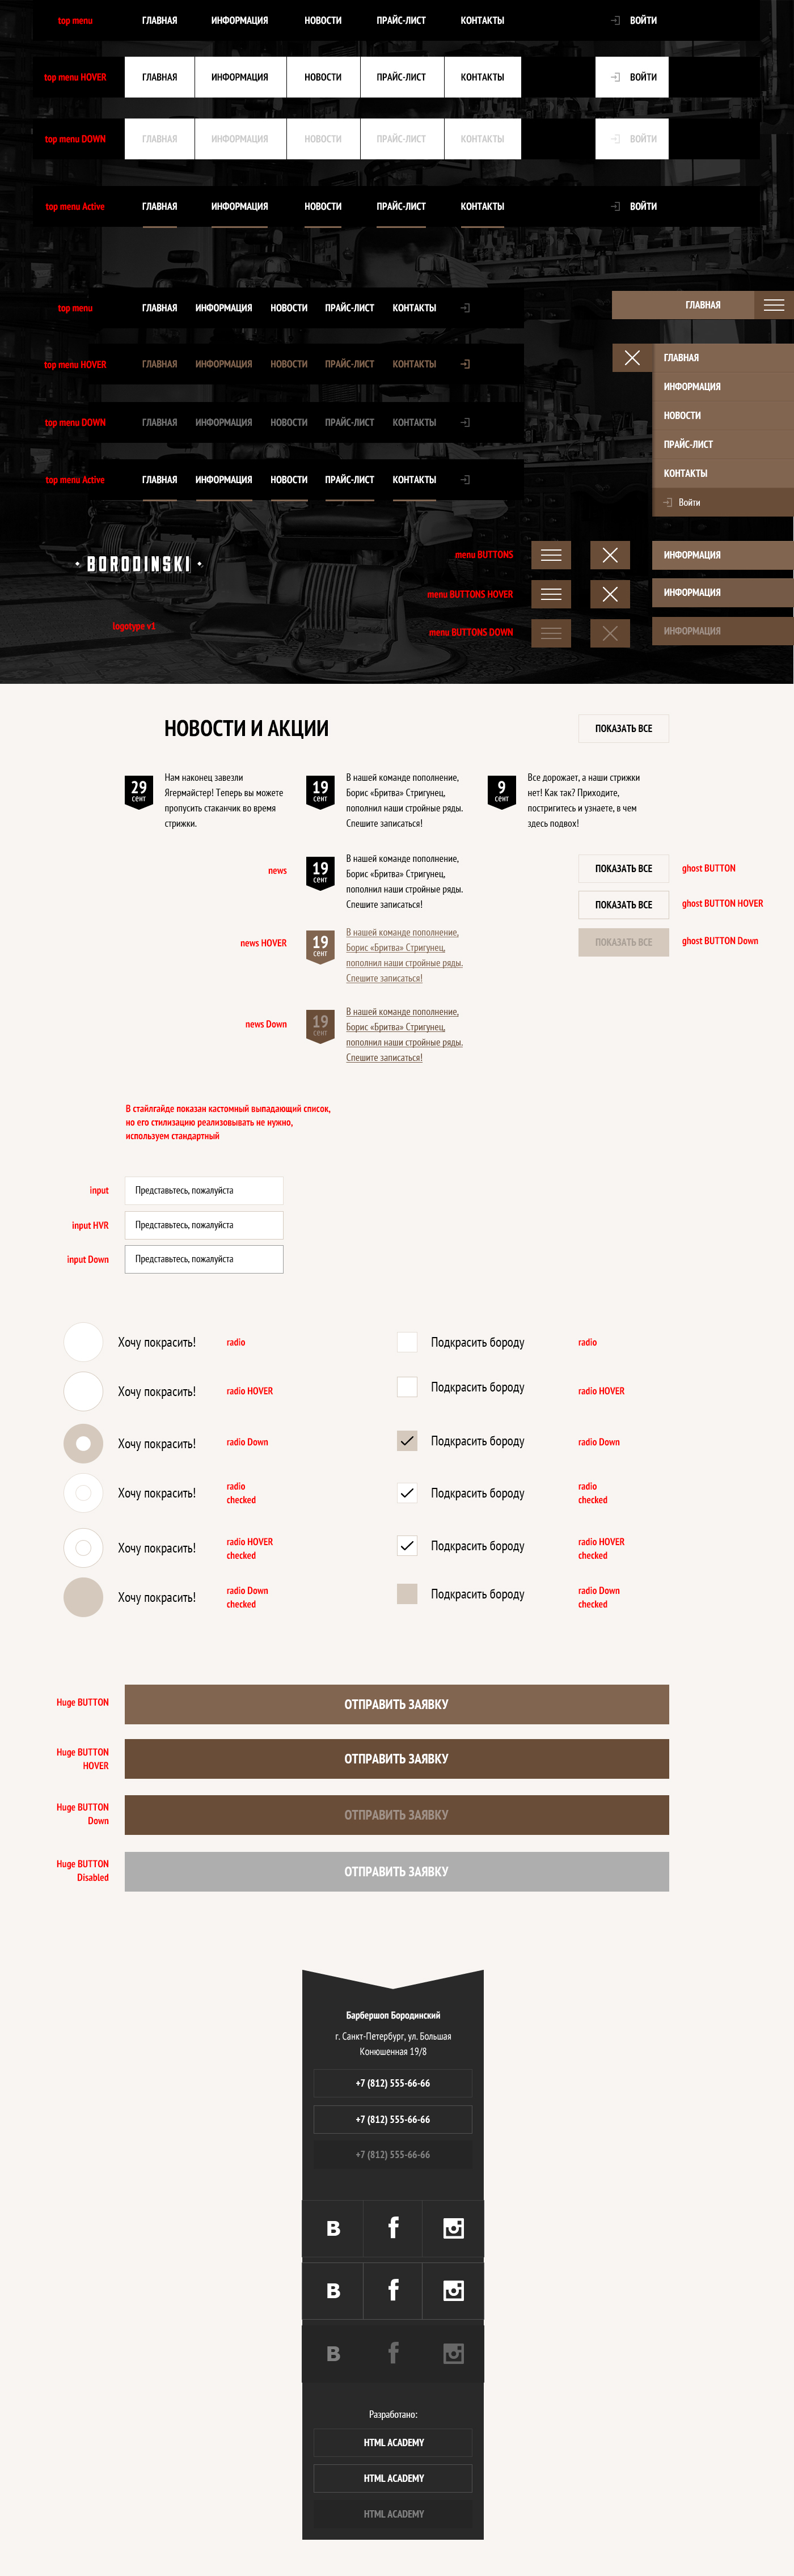 top menu ГЛАВНАЯ ИНФОРМАЦИЯ НОВОСТИ ПРАЙС-ЛИСТ КОНТАКТЫ ВОЙТИ
top menu HOVER ГЛАВНАЯ ИНФОРМАЦИЯ НОВОСТИ ПРАЙС-ЛИСТ КОНТАКТЫ ВОЙТИ
top menu DOWN ГЛАВНАЯ ИНФОРМАЦИЯ НОВОСТИ ПРАЙС-ЛИСТ КОНТАКТЫ ВОЙТИ
top menu Active ГЛАВНАЯ ИНФОРМАЦИЯ НОВОСТИ ПРАЙС-ЛИСТ КОНТАКТЫ ВОЙТИ
top menu ГЛАВНАЯ ИНФОРМАЦИЯ НОВОСТИ ПРАЙС-ЛИСТ КОНТАКТЫ
top menu HOVER ГЛАВНАЯ ИНФОРМАЦИЯ НОВОСТИ ПРАЙС-ЛИСТ КОНТАКТЫ
top menu DOWN ГЛАВНАЯ ИНФОРМАЦИЯ НОВОСТИ ПРАЙС-ЛИСТ КОНТАКТЫ
top menu Active ГЛАВНАЯ ИНФОРМАЦИЯ НОВОСТИ ПРАЙС-ЛИСТ КОНТАКТЫ
ГЛАВНАЯ
ГЛАВНАЯ
ИНФОРМАЦИЯ
НОВОСТИ
ПРАЙС-ЛИСТ
КОНТАКТЫ
Войти
BORODINSKI
logotype v1
menu BUTTONS ИНФОРМАЦИЯ
menu BUTTONS HOVER ИНФОРМАЦИЯ
menu BUTTONS DOWN ИНФОРМАЦИЯ
НОВОСТИ И АКЦИИ ПОКАЗАТЬ ВСЕ
29
сент
Нам наконец завезли
Ягермайстер! Теперь вы можете
пропусить стаканчик во время
стрижки.
19
сент
В нашей команде пополнение,
Борис «Бритва» Стригунец,
пополнил наши стройные ряды.
Спешите записаться!
9
сент
Все дорожает, а наши стрижки
нет! Как так? Приходите,
постригитесь и узнаете, в чем
здесь подвох!
news
19
сент
В нашей команде пополнение,
Борис «Бритва» Стригунец,
пополнил наши стройные ряды.
Спешите записаться!
ПОКАЗАТЬ ВСЕ ghost BUTTON
ПОКАЗАТЬ ВСЕ ghost BUTTON HOVER
ПОКАЗАТЬ ВСЕ ghost BUTTON Down
news HOVER
19
сент
В нашей команде пополнение,
Борис «Бритва» Стригунец,
пополнил наши стройные ряды.
Спешите записаться!
news Down
19
сент
В нашей команде пополнение,
Борис «Бритва» Стригунец,
пополнил наши стройные ряды.
Спешите записаться!
В стайлгайде показан кастомный выпадающий список,
но его стилизацию реализовывать не нужно,
используем стандартный
input Представьтесь, пожалуйста
input HVR Представьтесь, пожалуйста
input Down Представьтесь, пожалуйста
Хочу покрасить! radio Подкрасить бороду radio
Хочу покрасить! radio HOVER Подкрасить бороду radio HOVER
Хочу покрасить! radio Down Подкрасить бороду radio Down
Хочу покрасить!
radio
checked
Подкрасить бороду
radio
checked
Хочу покрасить!
radio HOVER
checked
Подкрасить бороду
radio HOVER
checked
Хочу покрасить!
radio Down
checked
Подкрасить бороду
radio Down
checked
Huge BUTTON
ОТПРАВИТЬ ЗАЯВКУ
Huge BUTTON
HOVER
ОТПРАВИТЬ ЗАЯВКУ
Huge BUTTON
Down
ОТПРАВИТЬ ЗАЯВКУ
Huge BUTTON
Disabled
ОТПРАВИТЬ ЗАЯВКУ
Барбершоп Бородинский
г. Санкт-Петербург, ул. Большая
Конюшенная 19/8
+7 (812) 555-66-66
+7 (812) 555-66-66
+7 (812) 555-66-66
B f
B f
B f
Разработано:
HTML ACADEMY
HTML ACADEMY
HTML ACADEMY